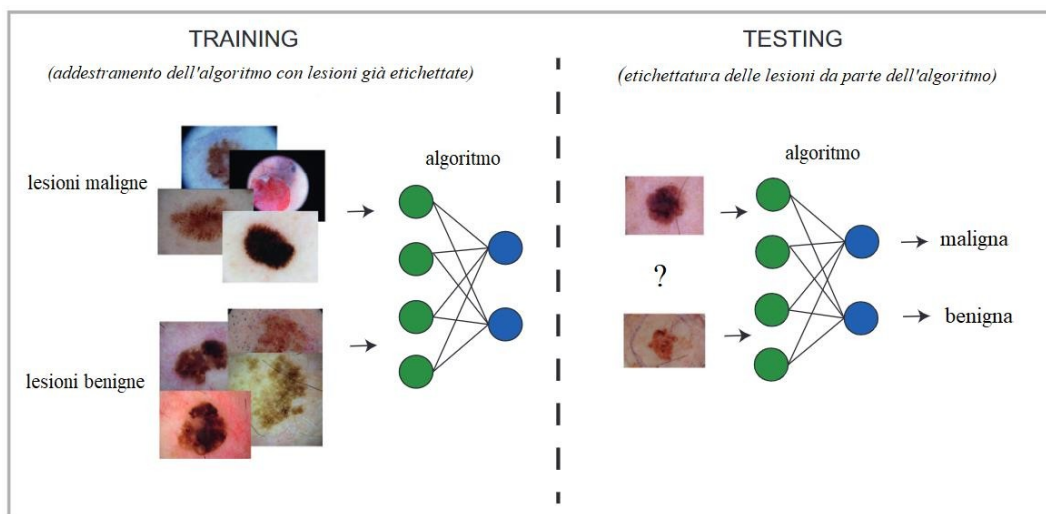 TRAINING
(addestramento dell'algoritmo con lesioni già etichettate)
lesioni maligne
algoritmo
lesioni benigne
TESTING
(etichettatura delle lesioni da parte dell'algoritmo)
algoritmo
?
maligna
benigna